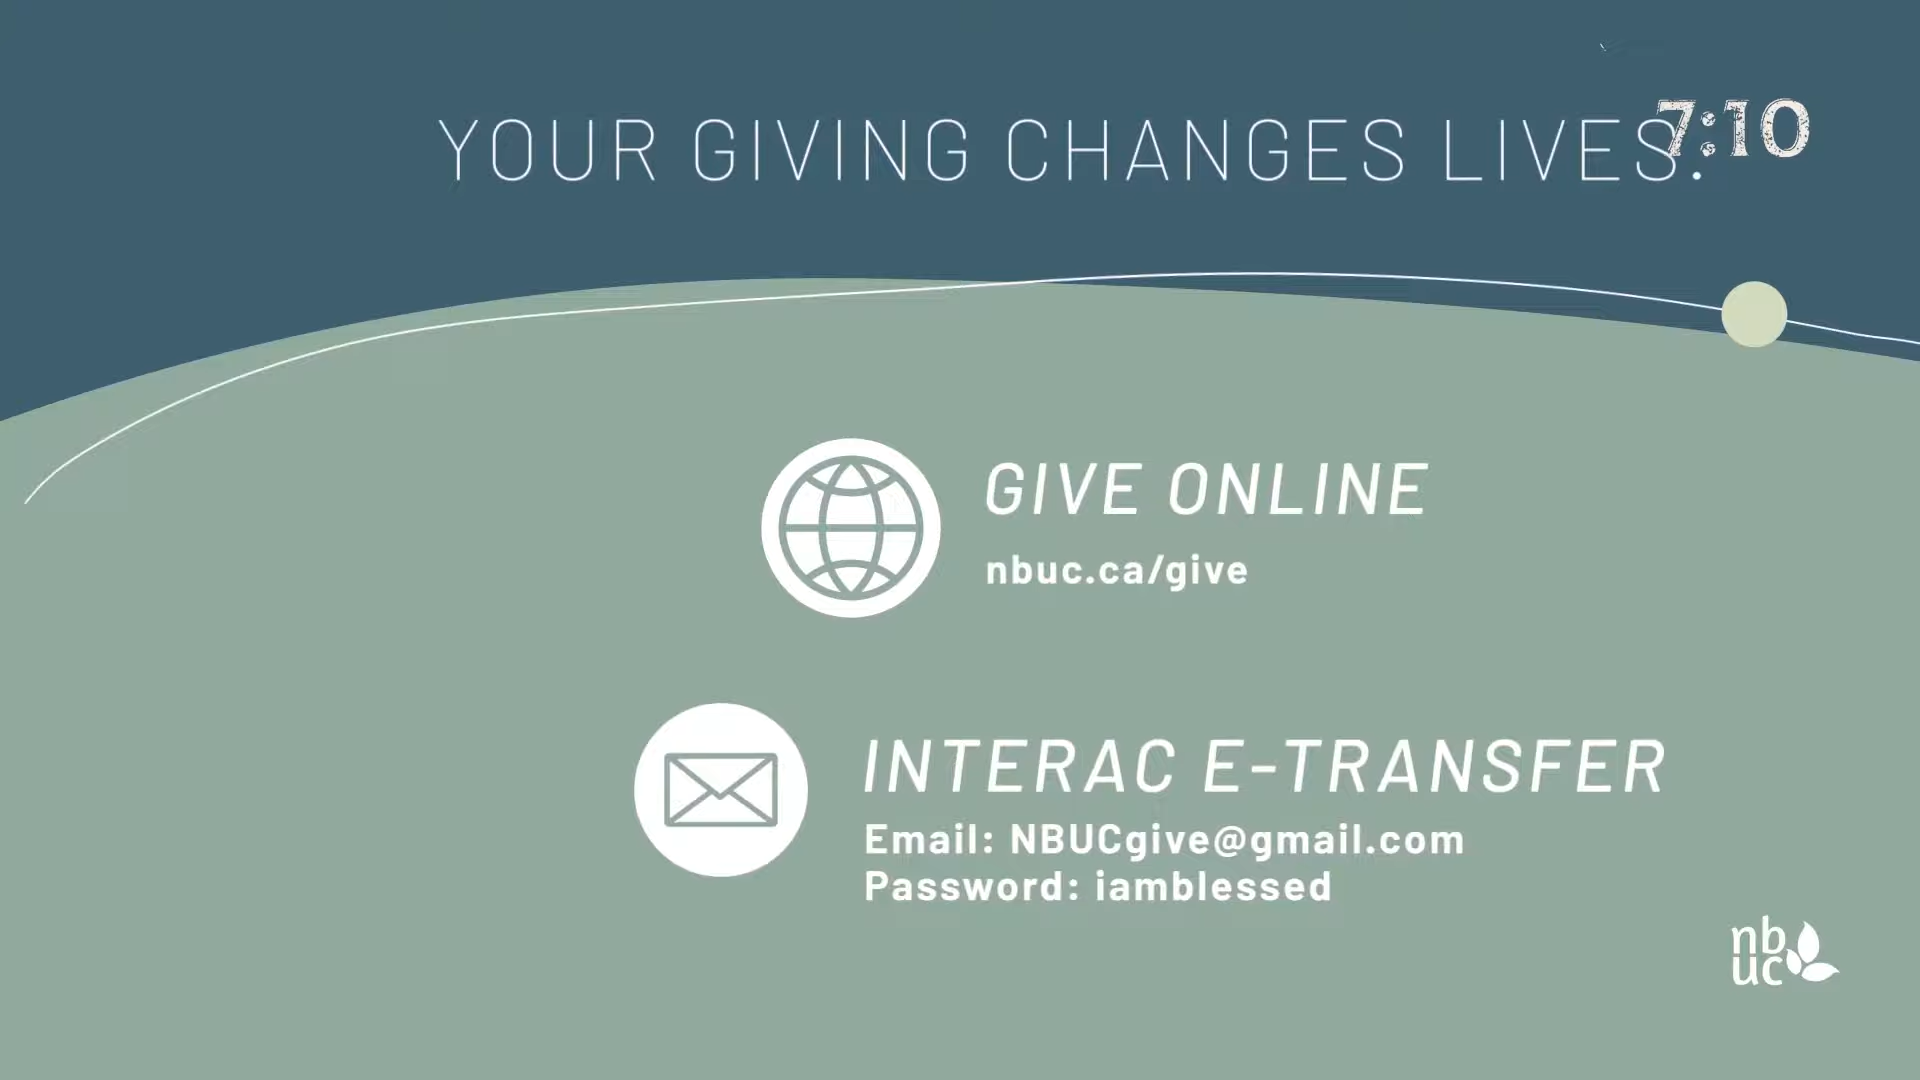 YOUR GIVING CHANGES LIVES.
7:10
GIVE ONLINE
nbuc.ca/give
INTERAC E-TRANSFER
Email: NBUCgive@gmail.com
Password: iamblessed
nb
uc